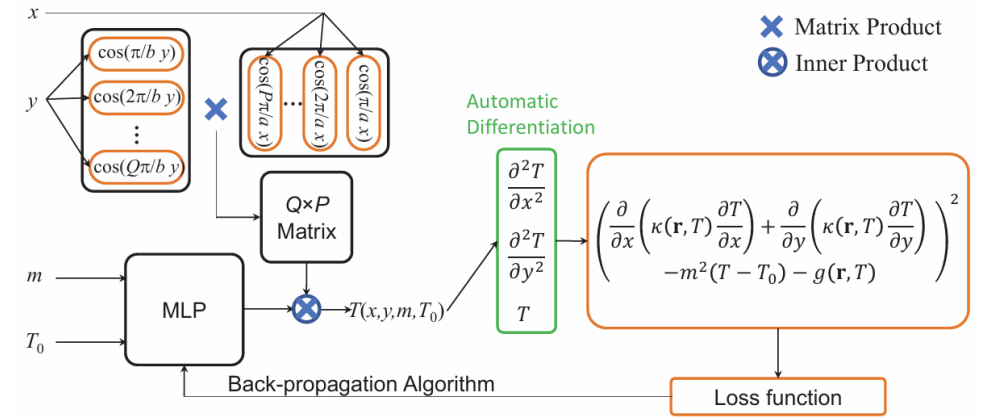 x
Matrix Product
Inner Product
cos(π/b y)
cos(2π/b y)
⋮
cos(Qπ/b y)
y
cos(Pπ/a x)
...
cos(2π/a x)
cos(π/a x)
Automatic
Differentiation
Q×P
Matrix
m
T₀
MLP
T(x,y,m,T₀)
∂²T
∂x²
∂²T
∂y²
T
(∂/∂x(κ(𝐫,T)∂T/∂x)+∂/∂y(κ(𝐫,T)∂T/∂y))²
−m²(T−T₀)−g(𝐫,T)
Back-propagation Algorithm
Loss function